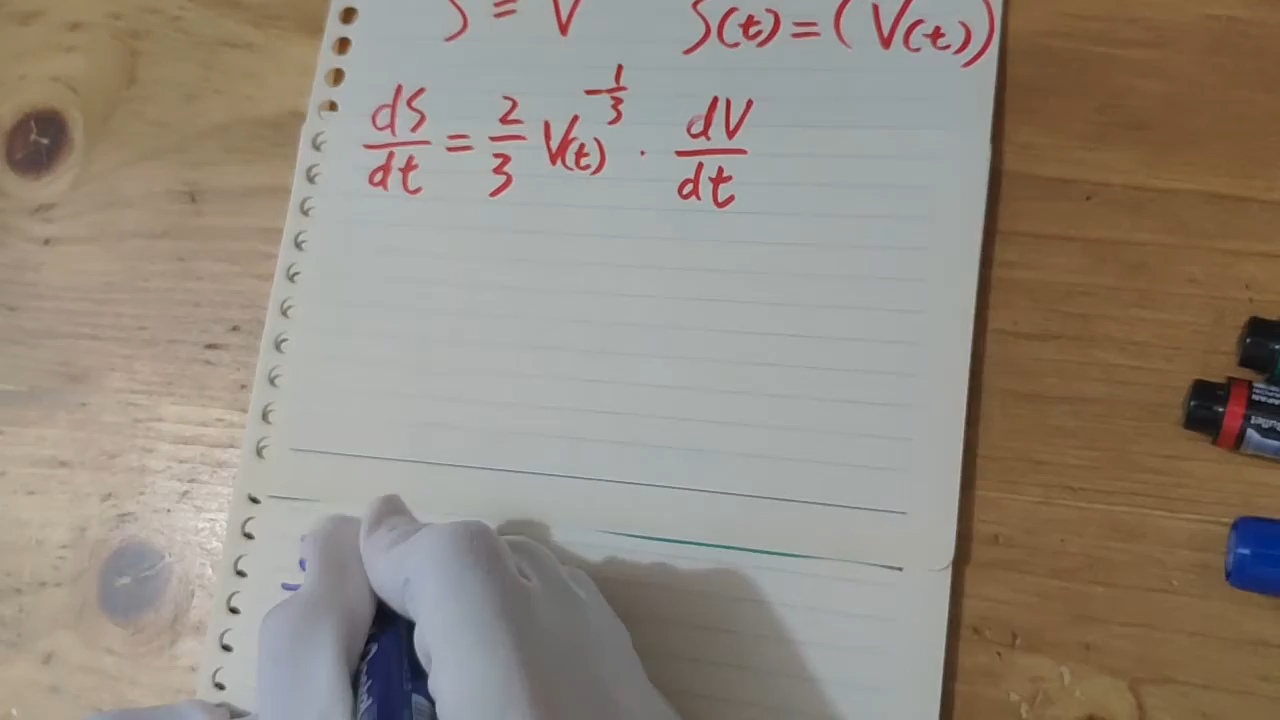 S = V    S(t) = (V(t))
dS/dt = 2/3 V(t)^-1/3 · dV/dt